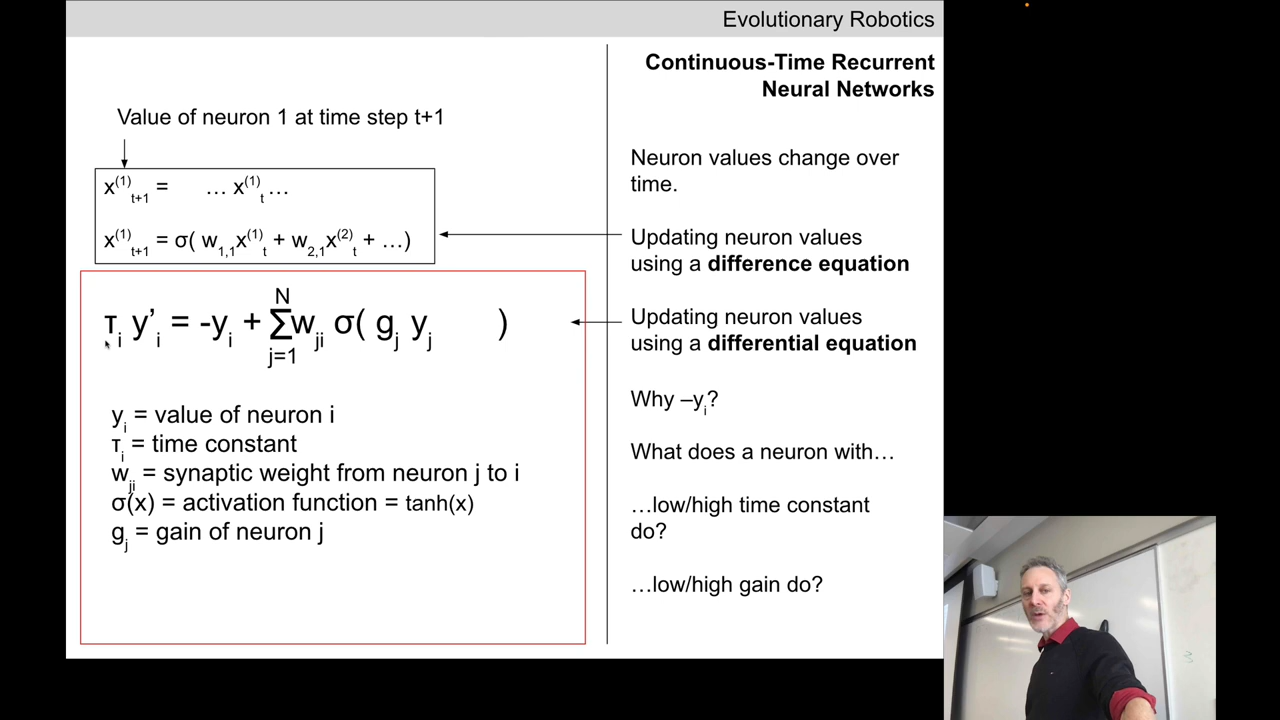 Evolutionary Robotics
Continuous-Time Recurrent
Neural Networks
Value of neuron 1 at time step t+1
x⁽¹⁾ₜ₊₁ = … x⁽¹⁾ₜ …
x⁽¹⁾ₜ₊₁ = σ( w₁,₁x⁽¹⁾ₜ + w₂,₁x⁽²⁾ₜ + …)
τᵢ y’ᵢ = -yᵢ + Σ_{j=1}^{N} wⱼᵢ σ( gⱼ yⱼ )
yᵢ = value of neuron i
τᵢ = time constant
wⱼᵢ = synaptic weight from neuron j to i
σ(x) = activation function = tanh(x)
gⱼ = gain of neuron j
Neuron values change over
time.
Updating neuron values
using a difference equation
Updating neuron values
using a differential equation
Why –yᵢ?
What does a neuron with…
…low/high time constant
do?
…low/high gain do?